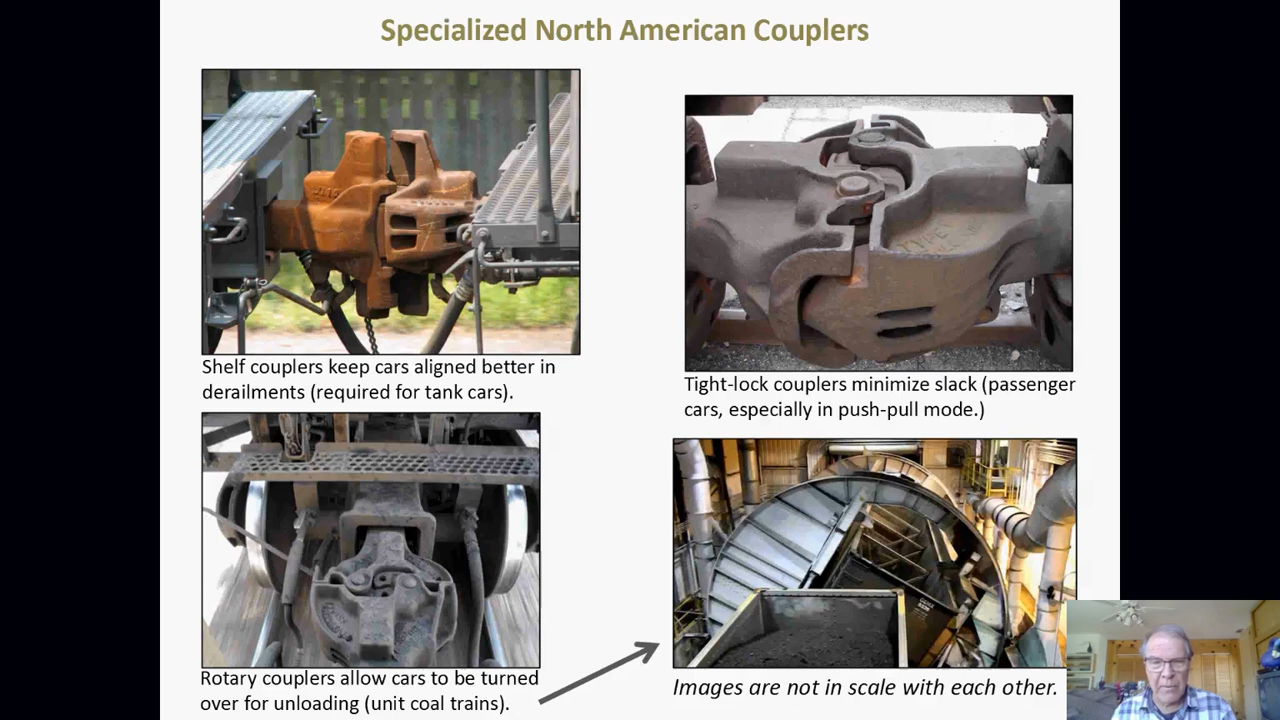 Specialized North American Couplers
Shelf couplers keep cars aligned better in
derailments (required for tank cars).
Tight-lock couplers minimize slack (passenger
cars, especially in push-pull mode.)
Rotary couplers allow cars to be turned
over for unloading (unit coal trains).
Images are not in scale with each other.